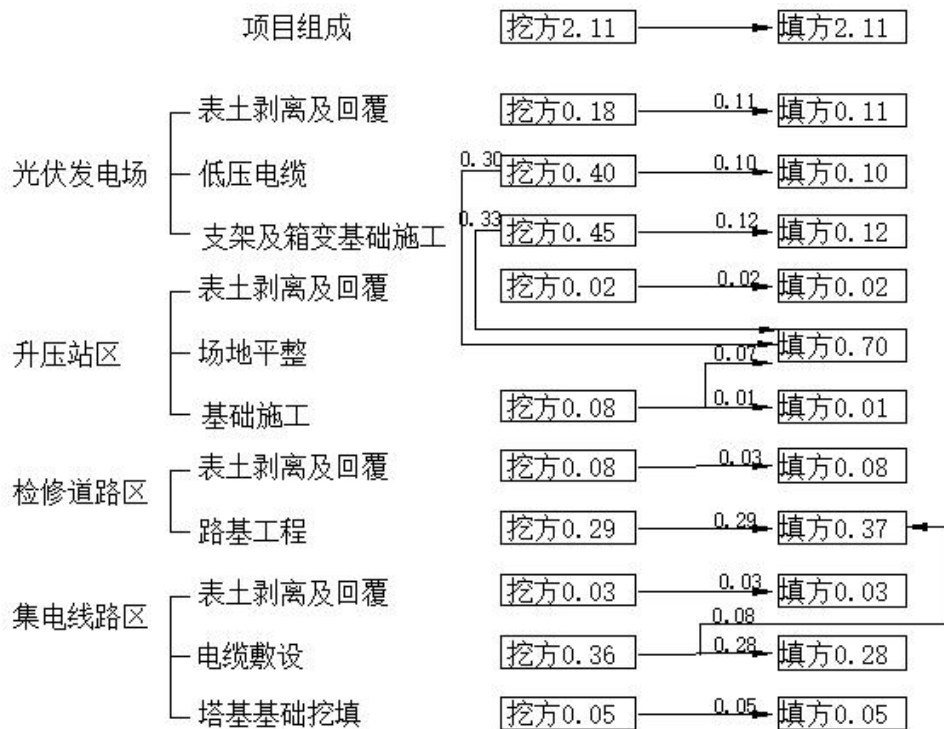 项目组成 挖方2.11 填方2.11
表土剥离及回覆 挖方0.18 0.11 填方0.11
光伏发电场 低压电缆 0.30 挖方0.40 0.10 填方0.10
支架及箱变基础施工 0.33 挖方0.45 0.12 填方0.12
表土剥离及回覆 挖方0.02 0.02 填方0.02
升压站区 场地平整 0.07 填方0.70
基础施工 挖方0.08 0.01 填方0.01
表土剥离及回覆 挖方0.08 0.03 填方0.08
检修道路区
路基工程 挖方0.29 0.29 填方0.37
表土剥离及回覆 挖方0.03 0.03 填方0.03
集电线路区 0.08
电缆敷设 挖方0.36 0.28 填方0.28
塔基基础挖填 挖方0.05 0.05 填方0.05